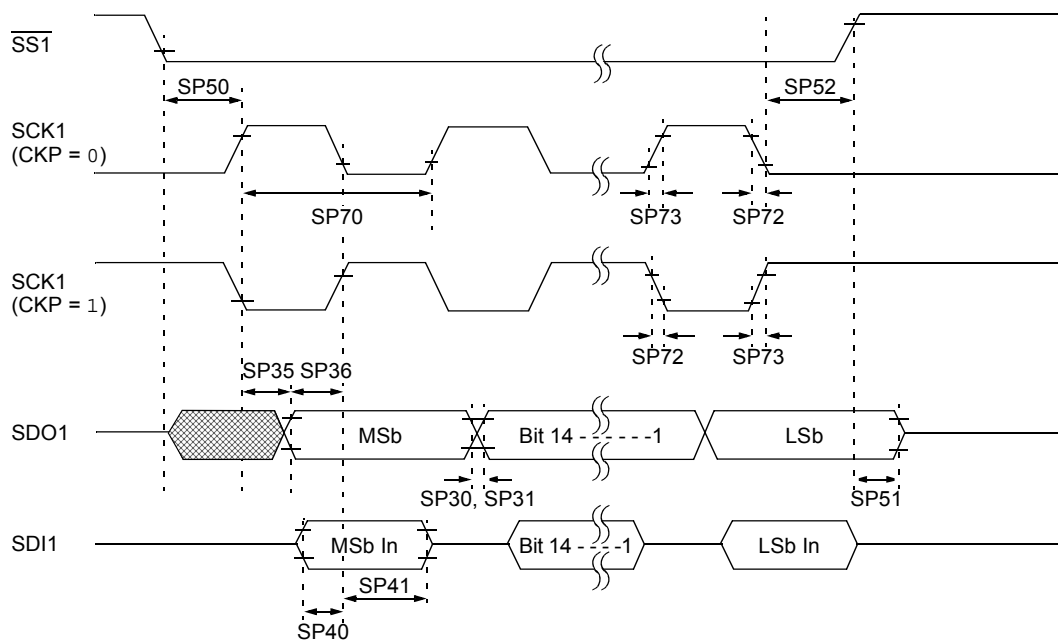 SS1
SP50
SP52
SCK1
(CKP = 0)
SP70
SP73
SP72
SCK1
(CKP = 1)
SP72
SP73
SP35
SP36
SDO1
MSb
Bit 14 - - - - - -1
LSb
SP30, SP31
SP51
SDI1
MSb In
Bit 14 - - - -1
LSb In
SP41
SP40